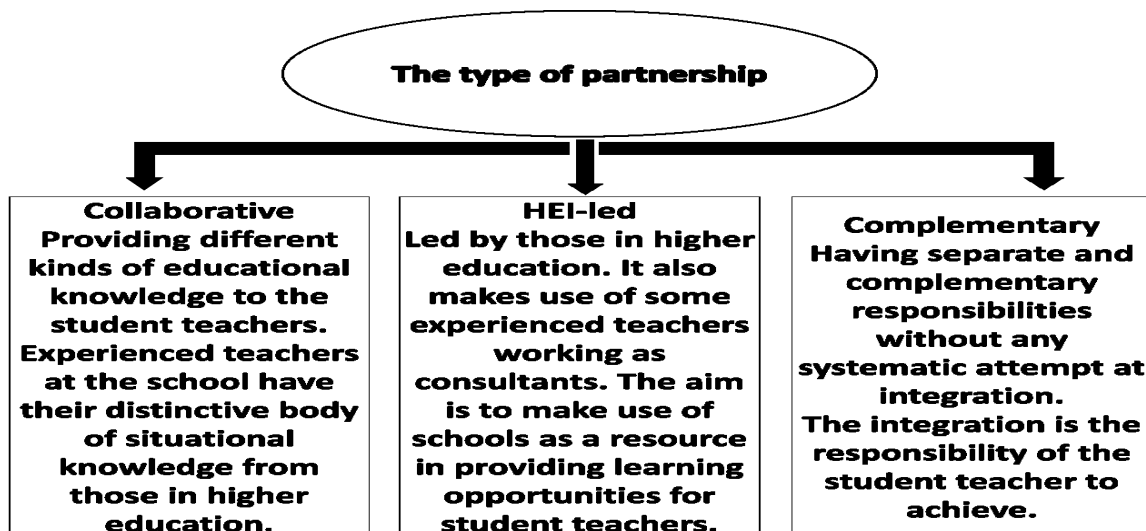 The type of partnership
Collaborative
Providing different
kinds of educational
knowledge to the
student teachers.
Experienced teachers
at the school have
their distinctive body
of situational
knowledge from
those in higher
education.
HEI-led
Led by those in higher
education. It also
makes use of some
experienced teachers
working as
consultants. The aim
is to make use of
schools as a resource
in providing learning
opportunities for
student teachers.
Complementary
Having separate and
complementary
responsibilities
without any
systematic attempt at
integration.
The integration is the
responsibility of the
student teacher to
achieve.